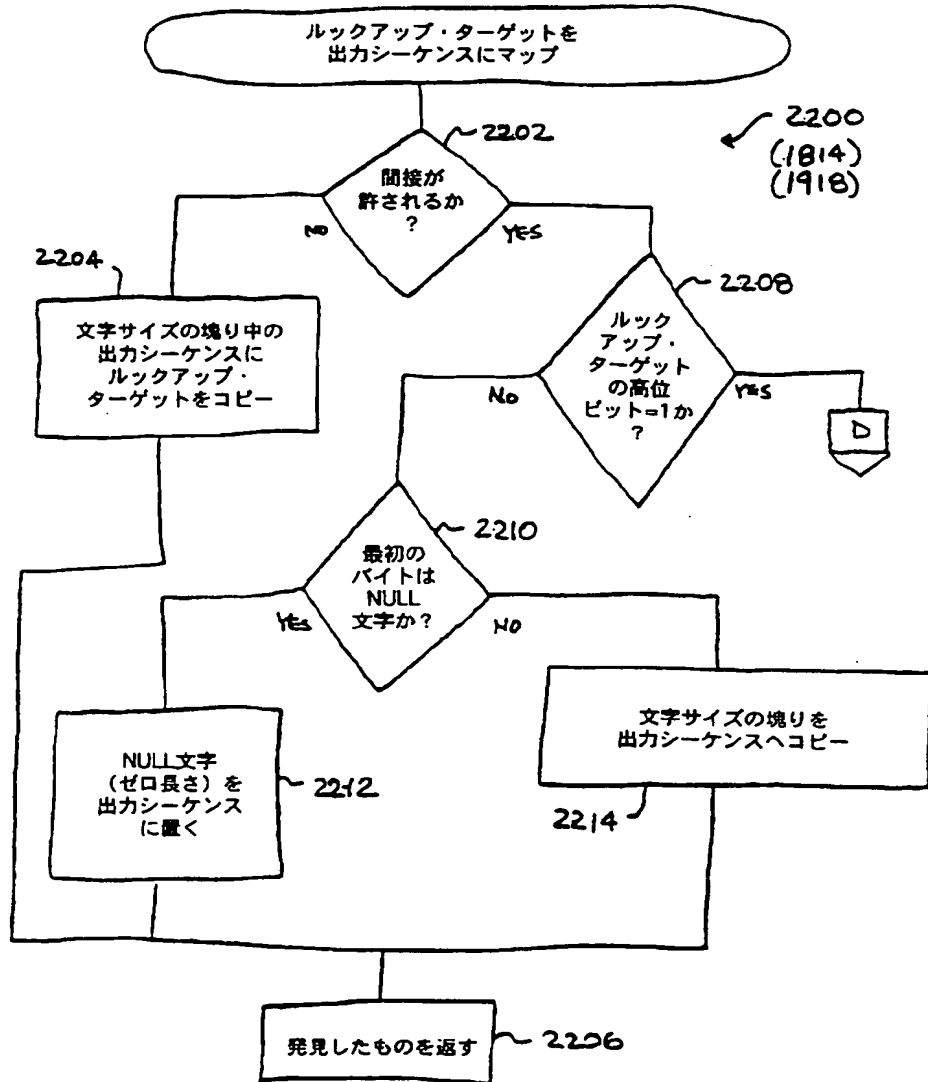 ルックアップ・ターゲットを
出力シーケンスにマップ
2200
(1814)
(1918)
2202
間接が
許されるか
?
NO
YES
2204
文字サイズの塊り中の
出力シーケンスに
ルックアップ・
ターゲットをコピー
2208
ルック
アップ・
ターゲット
の高位
ビット=1か
?
NO
YES
D
2210
最初の
バイトは
NULL
文字か?
YES
NO
NULL文字
(ゼロ長さ)を
出力シーケンス
に置く
2212
文字サイズの塊りを
出力シーケンスへコピー
2214
発見したものを返す
2206